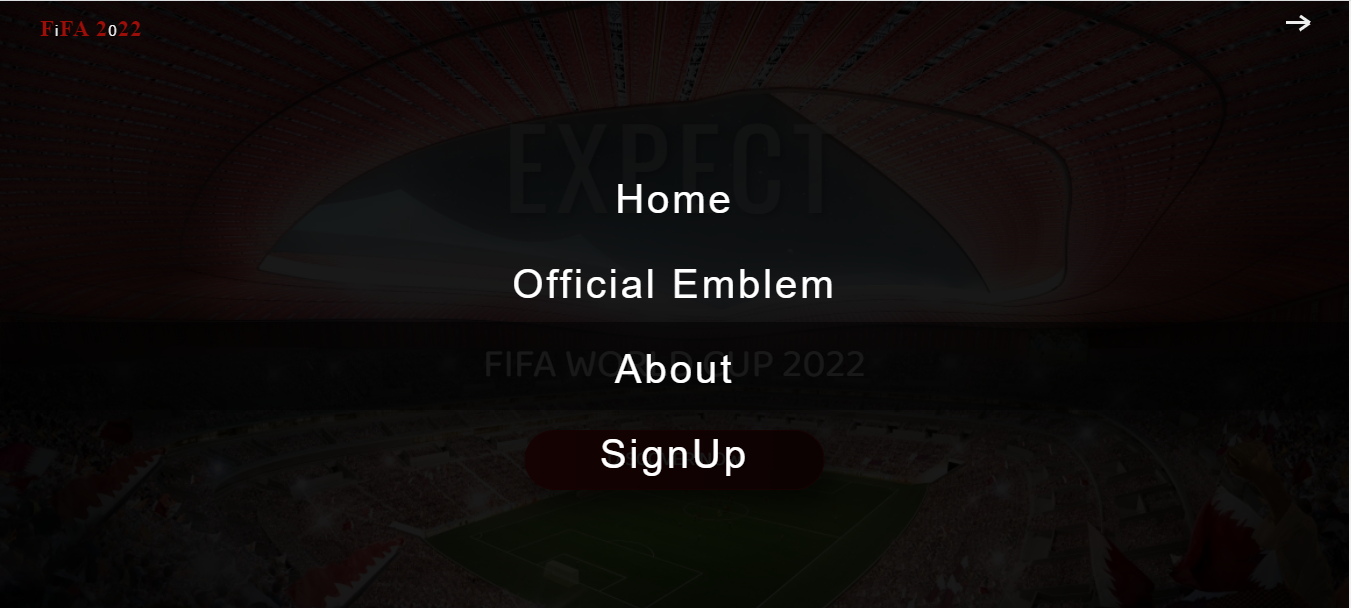 FiFA 2022
EXPECT
Home
Official Emblem
FIFA WORLD CUP 2022
About
SignUp